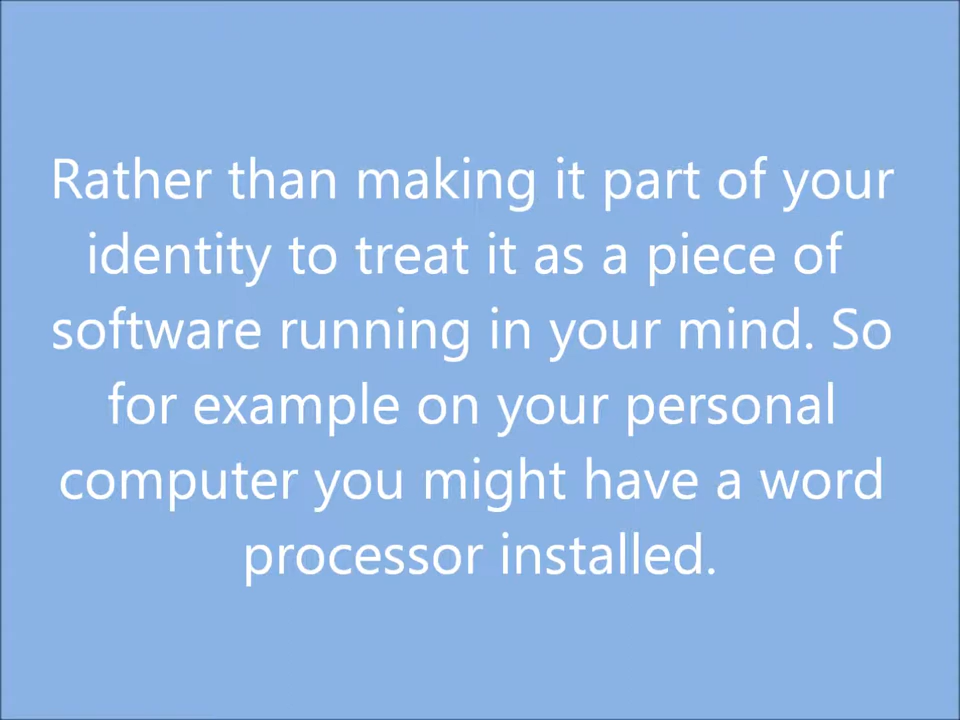 Rather than making it part of your
identity to treat it as a piece of
software running in your mind. So
for example on your personal
computer you might have a word
processor installed.